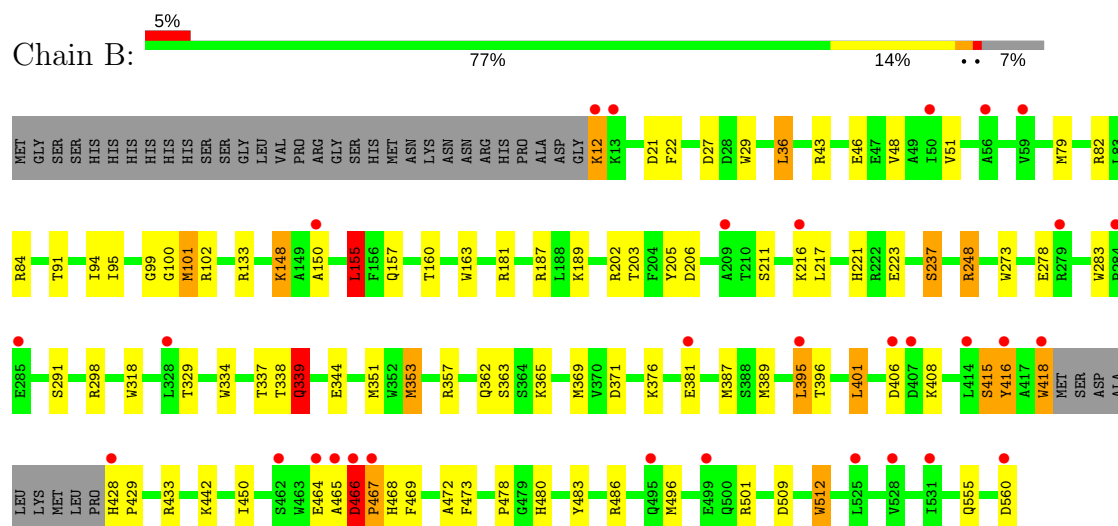 5%
Chain B:
77% 14% • • 7%
MET GLY SER SER HIS HIS HIS HIS HIS HIS SER SER GLY LEU VAL PRO ARG GLY SER HIS MET ASN LYS ASN ASN ARG HIS PRO ALA ASP GLY K12 K13 D21 F22 D27 D28 W29 L36 R43 E46 E47 V48 A49 I50 V51 A56 V59 M79 R82 L83
R84 T91 I94 I95 G99 G100 M101 R102 R133 K148 A149 A150 L155 F156 Q157 T160 W163 R181 R187 L188 K189 R202 T203 F204 Y205 D206 A209 T210 S211 K216 L217 H221 R222 E223 S237 R248 W273 E278 R279 W283
E285 S291 R298 W318 L328 T329 W334 T337 T338 Q339 E344 M351 W352 M353 R357 Q362 S363 S364 K365 M369 V370 D371 K376 E381 M387 S388 M389 L395 T396 L401 D406 D407 K408 L414 S415 Y416 A417 W418 MET SER ASP ALA
LEU LYS MET LEU PRO H428 P429 R433 K442 I450 S462 W463 E464 A465 D466 P467 H468 F469 A472 F473 P478 G479 H480 Y483 R486 Q495 M496 E499 Q500 R501 D509 W512 L525 V528 I531 Q555 D560